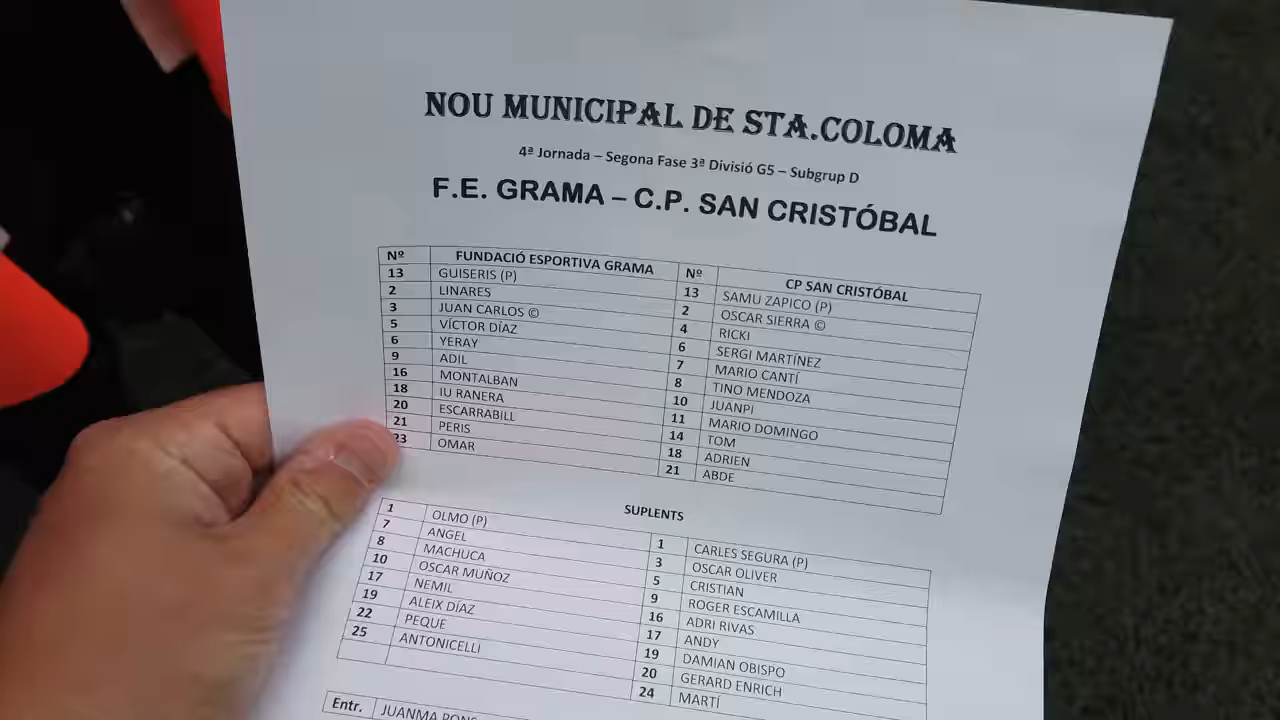 NOU MUNICIPAL DE STA.COLOMA
4ª Jornada – Segona Fase 3ª Divisió G5 – Subgrup D
F.E. GRAMA – C.P. SAN CRISTÓBAL
Nº FUNDACIÓ ESPORTIVA GRAMA Nº CP SAN CRISTÓBAL
13 GUISERIS (P) 13 SAMU ZAPICO (P)
2 LINARES 2 OSCAR SIERRA ©
3 JUAN CARLOS © 4 RICKI
5 VÍCTOR DÍAZ 6 SERGI MARTÍNEZ
6 YERAY 7 MARIO CANTÍ
9 ADIL 8 TINO MENDOZA
16 MONTALBAN 10 JUANPI
18 IU RANERA 11 MARIO DOMINGO
20 ESCARRABILL 14 TOM
21 PERIS 18 ADRIEN
23 OMAR 21 ABDE
SUPLENTS
1 OLMO (P) 1 CARLES SEGURA (P)
7 ANGEL 3 OSCAR OLIVER
8 MACHUCA 5 CRISTIAN
10 OSCAR MUÑOZ 9 ROGER ESCAMILLA
17 NEMIL 16 ADRI RIVAS
19 ALEIX DÍAZ 17 ANDY
22 PEQUE 19 DAMIAN OBISPO
25 ANTONICELLI 20 GERARD ENRICH
24 MARTÍ
Entr. JUANMA PONS